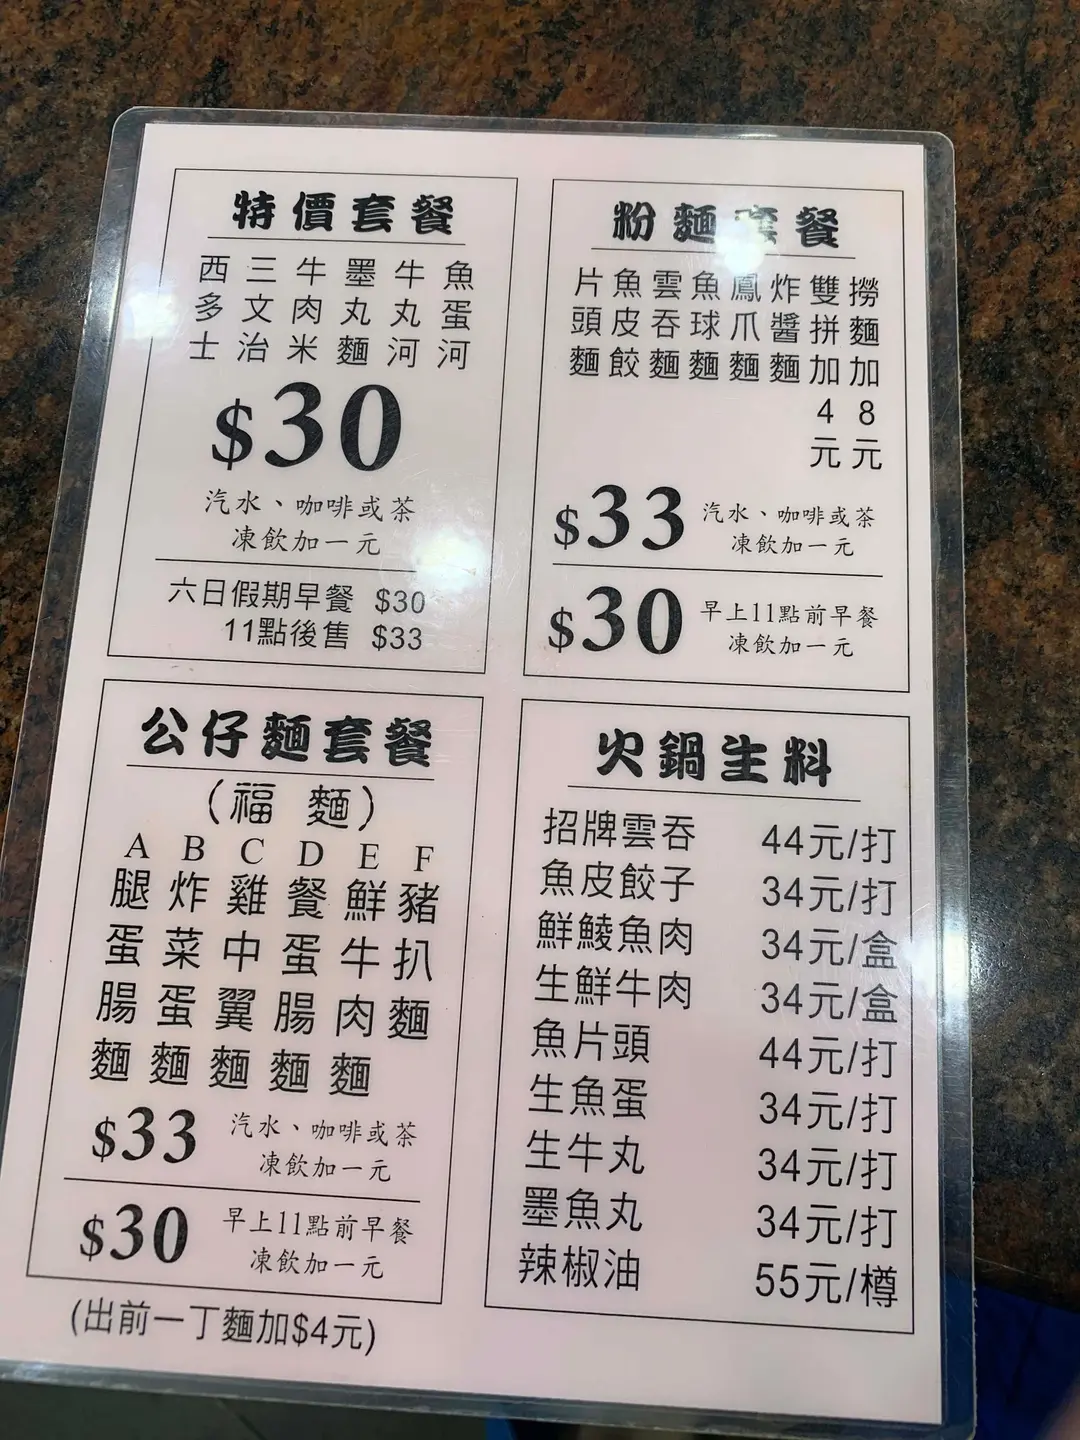 特價套餐
西多士
三文治
牛肉米
墨丸麵
牛丸河
魚蛋河
$30
汽水、咖啡或茶
凍飲加一元
六日假期早餐 $30
11點後售 $33
粉麵套餐
片頭麵
魚皮餃
雲吞麵
魚球麵
鳳爪麵
炸醬麵
雙拼加4元
撈麵加8元
$33 汽水、咖啡或茶
凍飲加一元
$30 早上11點前早餐
凍飲加一元
公仔麵套餐
(福 麵)
A 腿蛋腸麵
B 炸菜蛋麵
C 雞中翼麵
D 餐蛋腸麵
E 鮮牛肉麵
F 豬扒麵
$33 汽水、咖啡或茶
凍飲加一元
$30 早上11點前早餐
凍飲加一元
(出前一丁麵加$4元)
火鍋生料
招牌雲吞 44元/打
魚皮餃子 34元/打
鮮鯪魚肉 34元/盒
生鮮牛肉 34元/盒
魚片頭 44元/打
生魚蛋 34元/打
生牛丸 34元/打
墨魚丸 34元/打
辣椒油 55元/樽